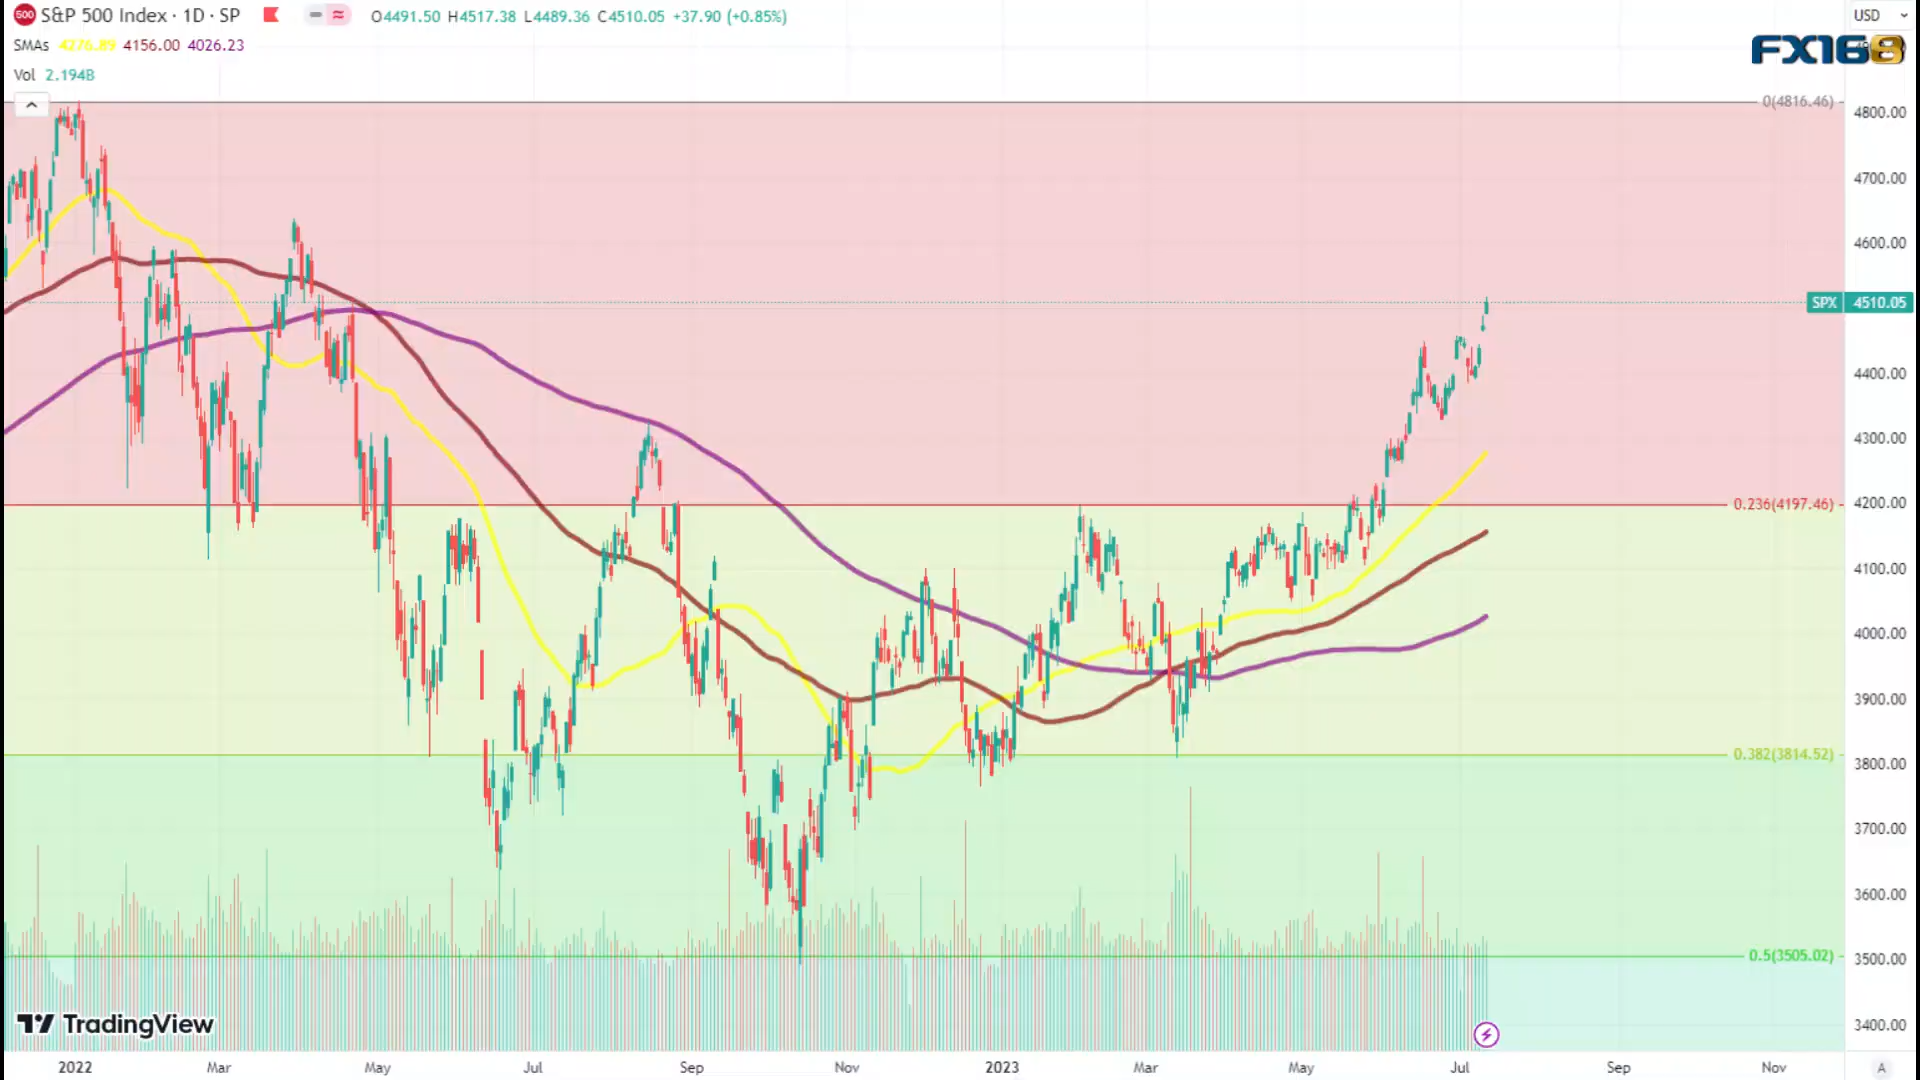 500 S&P 500 Index · 1D · SP O4491.50 H4517.38 L4489.36 C4510.05 +37.90 (+0.85%)
USD
SMAs 4276.89 4156.00 4026.23
FX168
Vol 2.194B
0(4816.46)
4800.00
4700.00
4600.00
SPX 4510.05
4400.00
4300.00
0.236(4197.46)
4200.00
4100.00
4000.00
3900.00
0.382(3814.52)
3800.00
3700.00
3600.00
0.5(3505.02)
3500.00
TradingView
3400.00
2022 Mar May Jul Sep Nov 2023 Mar May Jul Sep Nov A